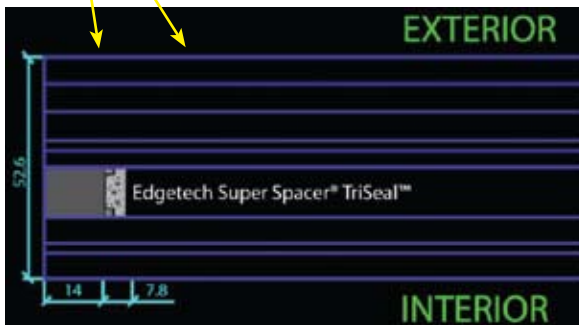 EXTERIOR
52.6
Edgetech Super Spacer® TriSeal™
14
7.8
INTERIOR